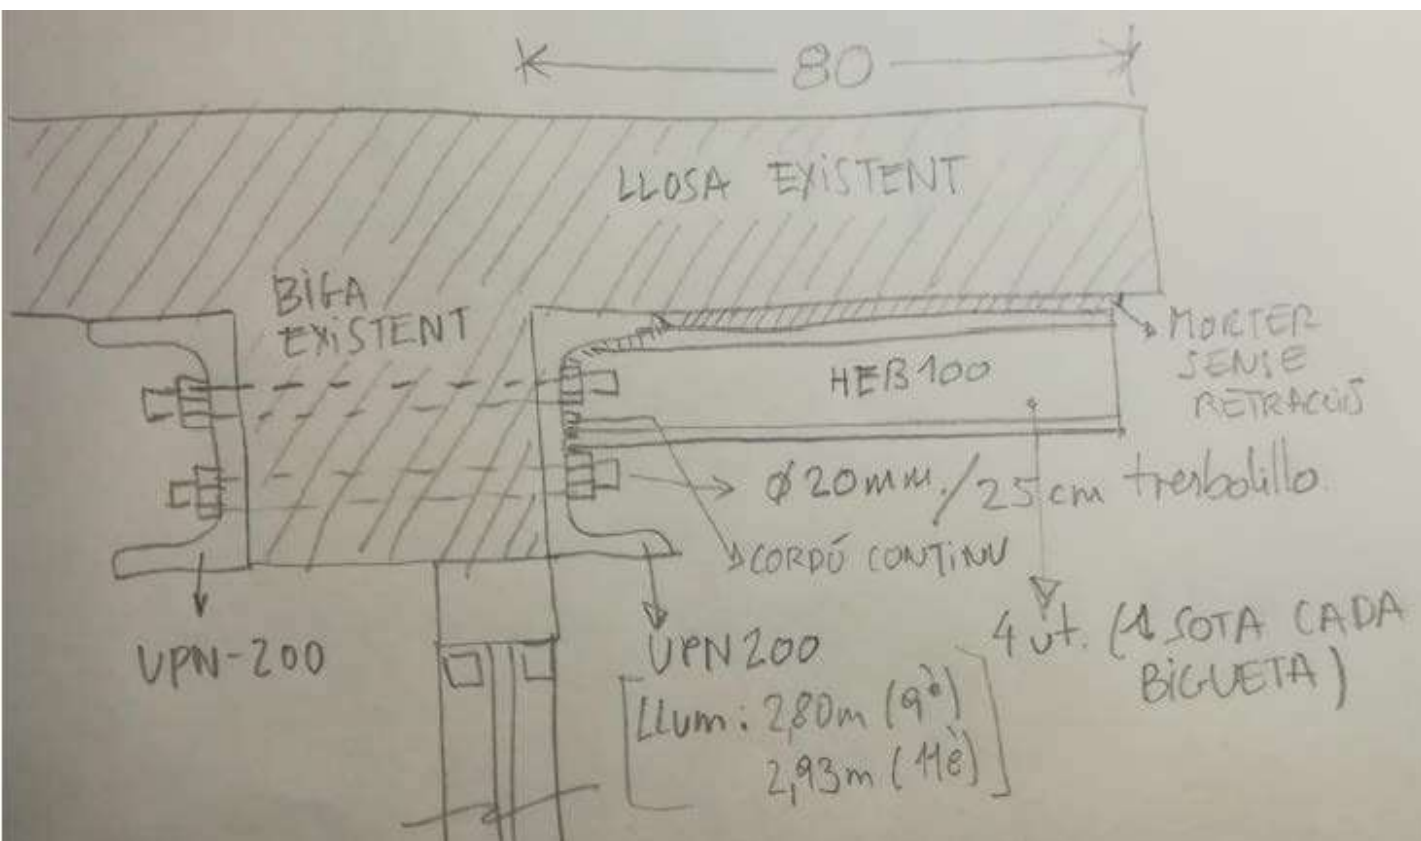 80
LLOSA EXISTENT
BIGA
EXISTENT
MORTER
SENSE
RETRACCIÓ
HEB100
Ø20mm./25cm tresbolillo.
CORDÓ CONTINU
UPN-200
UPN200
4 ut. (1 SOTA CADA
BIGUETA)
[Llum: 2,80m (9è)
2,93m (11è)]